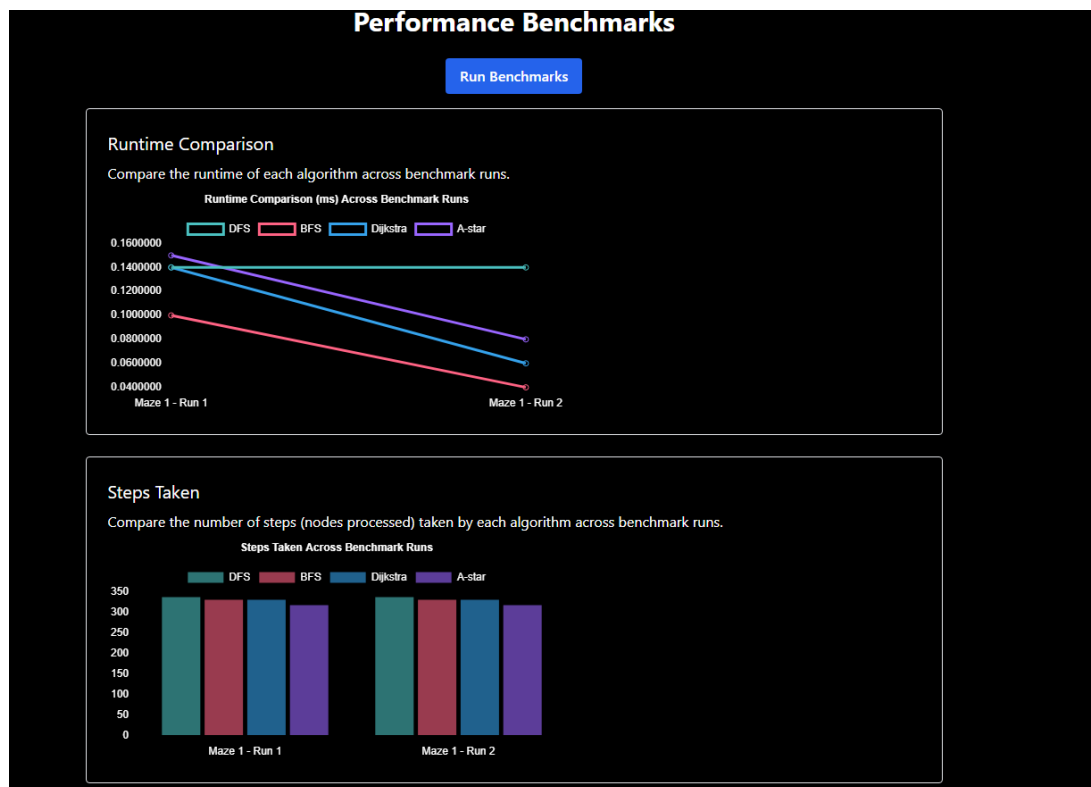 Performance Benchmarks
Run Benchmarks
Runtime Comparison
Compare the runtime of each algorithm across benchmark runs.
Runtime Comparison (ms) Across Benchmark Runs
DFS BFS Dijkstra A-star
0.1600000
0.1400000
0.1200000
0.1000000
0.0800000
0.0600000
0.0400000
Maze 1 - Run 1 Maze 1 - Run 2
Steps Taken
Compare the number of steps (nodes processed) taken by each algorithm across benchmark runs.
Steps Taken Across Benchmark Runs
DFS BFS Dijkstra A-star
350
300
250
200
150
100
50
0
Maze 1 - Run 1 Maze 1 - Run 2